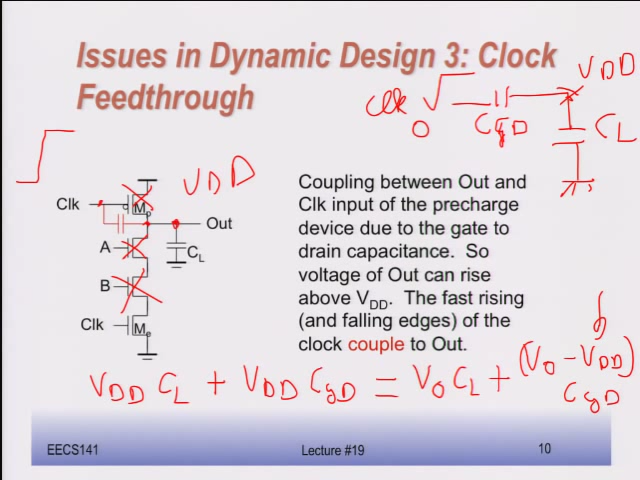 Issues in Dynamic Design 3: Clock
Feedthrough
VDD
Clk
0
CgD
CL
VDD
Clk
Mp
Out
A
CL
B
Clk
Me
Coupling between Out and
Clk input of the precharge
device due to the gate to
drain capacitance. So
voltage of Out can rise
above VDD. The fast rising
(and falling edges) of the
clock couple to Out.
VDD CL + VDD CgD = VO CL + (VO - VDD)
CgD
EECS141
Lecture #19
10